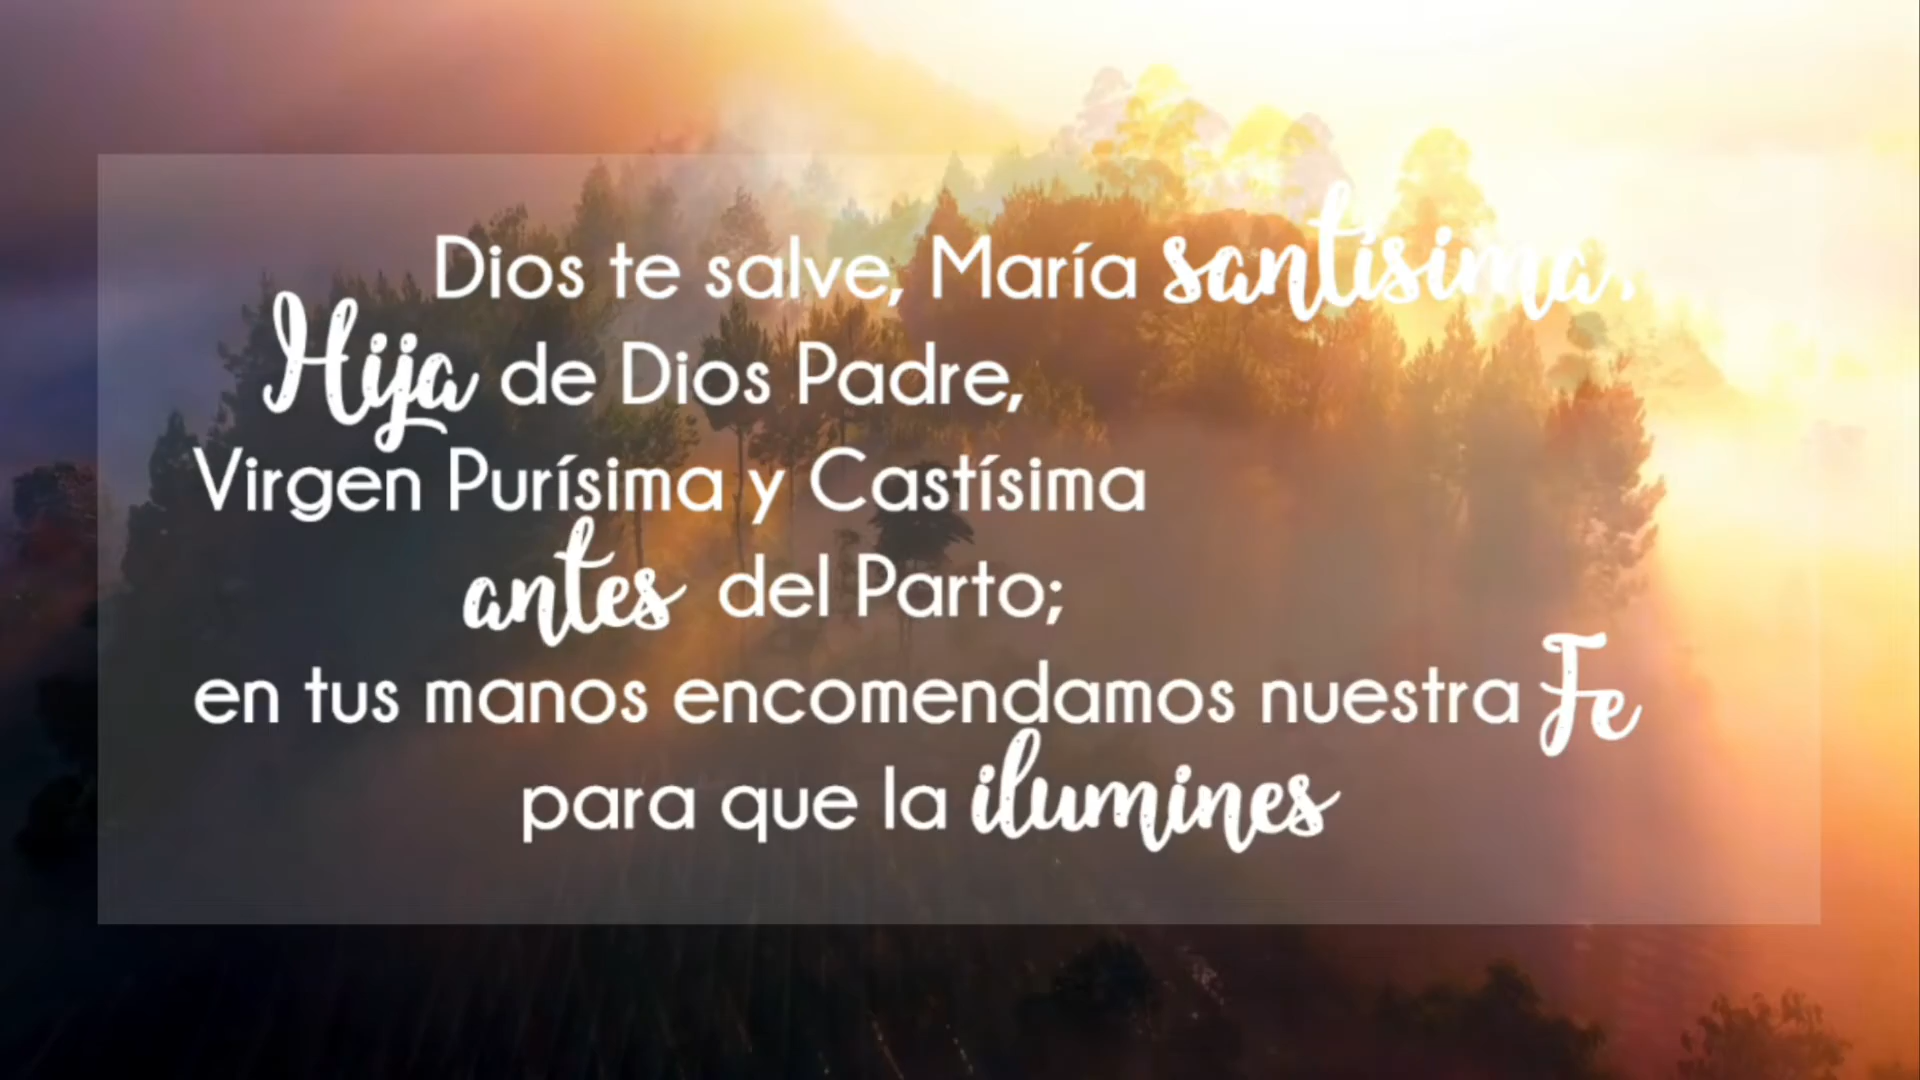 Dios te salve, María santísima,
Hija de Dios Padre,
Virgen Purísima y Castísima
antes del Parto;
en tus manos encomendamos nuestra Fe
para que la ilumines